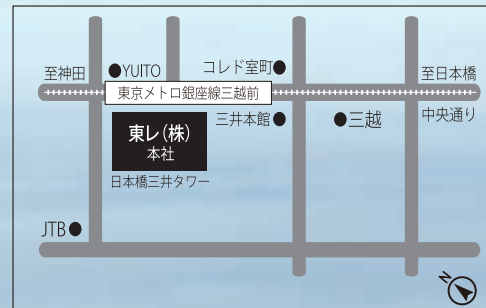 至神田
YUITO
コレド室町
至日本橋
東京メトロ銀座線三越前
中央通り
東レ(株)
本社
三井本館
三越
日本橋三井タワー
JTB
N